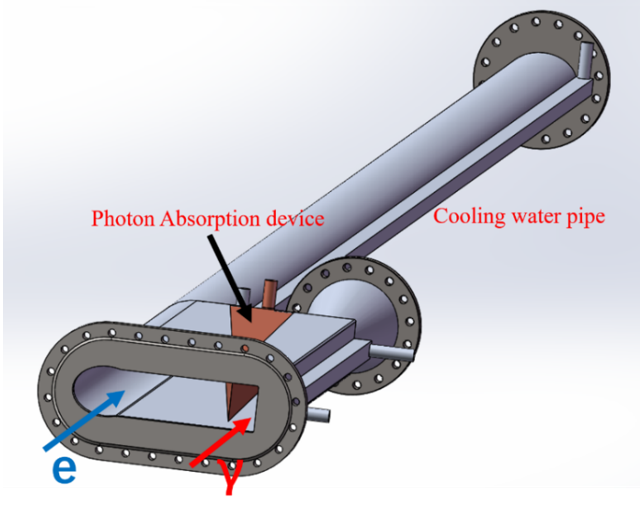 Photon Absorption device
Cooling water pipe
e
γ